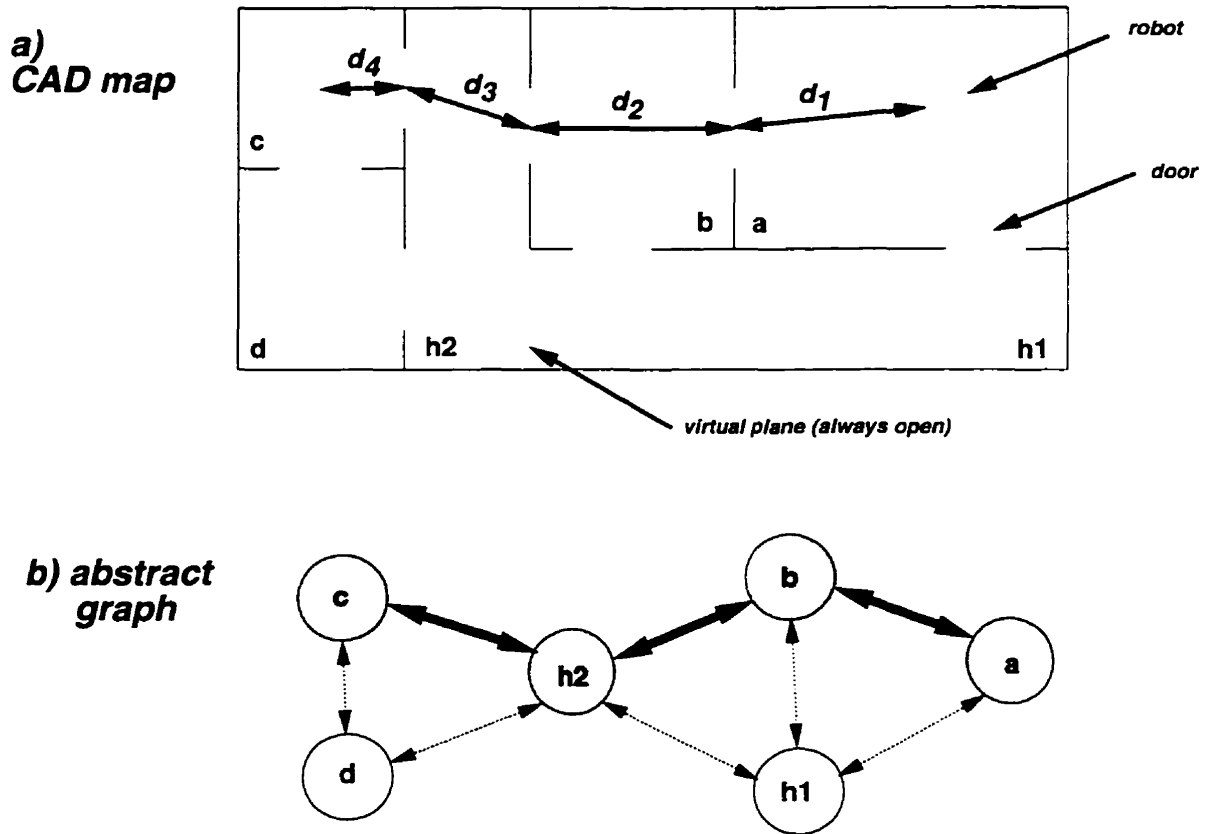 a)
CAD map
robot
d4
d3
d2
d1
c
door
b
a
d
h2
h1
virtual plane (always open)
b) abstract
graph
c
b
h2
a
d
h1